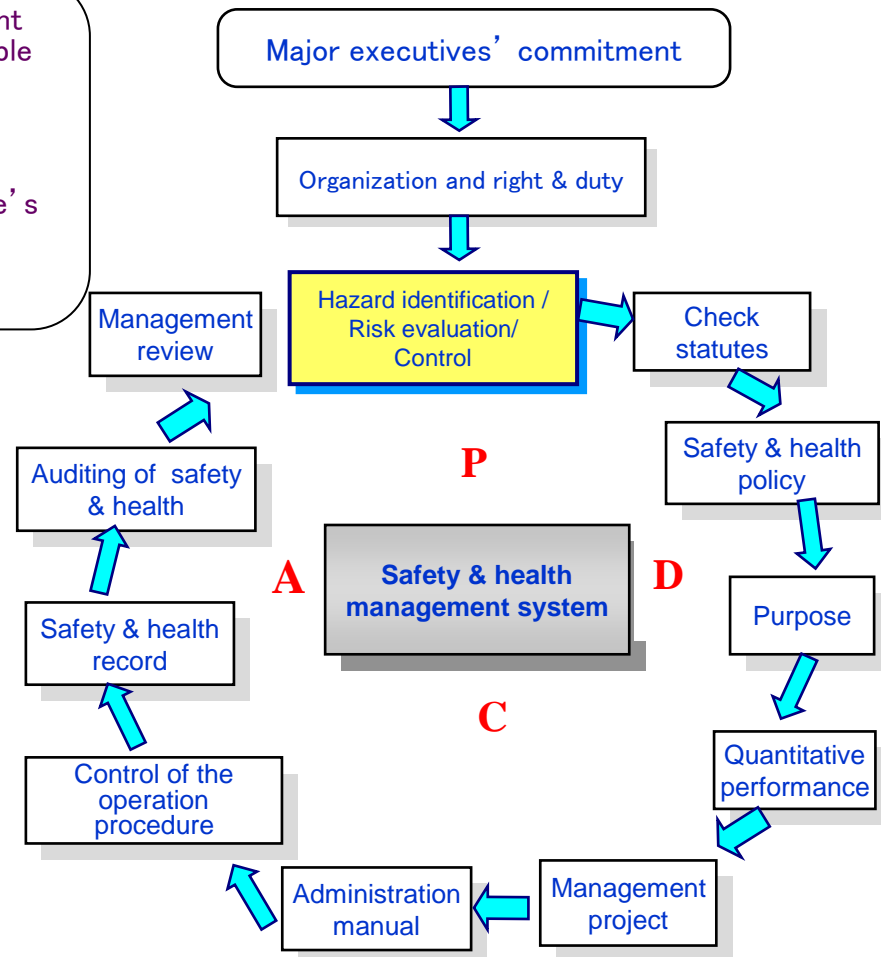 Major executives’ commitment
Organization and right & duty
Hazard identification /
Risk evaluation/
Control
Check
statutes
Safety & health
policy
Purpose
Quantitative
performance
Management
project
Administration
manual
Control of the
operation
procedure
Safety & health
record
Auditing of safety
& health
Management
review
P
A
D
C
Safety & health
management system